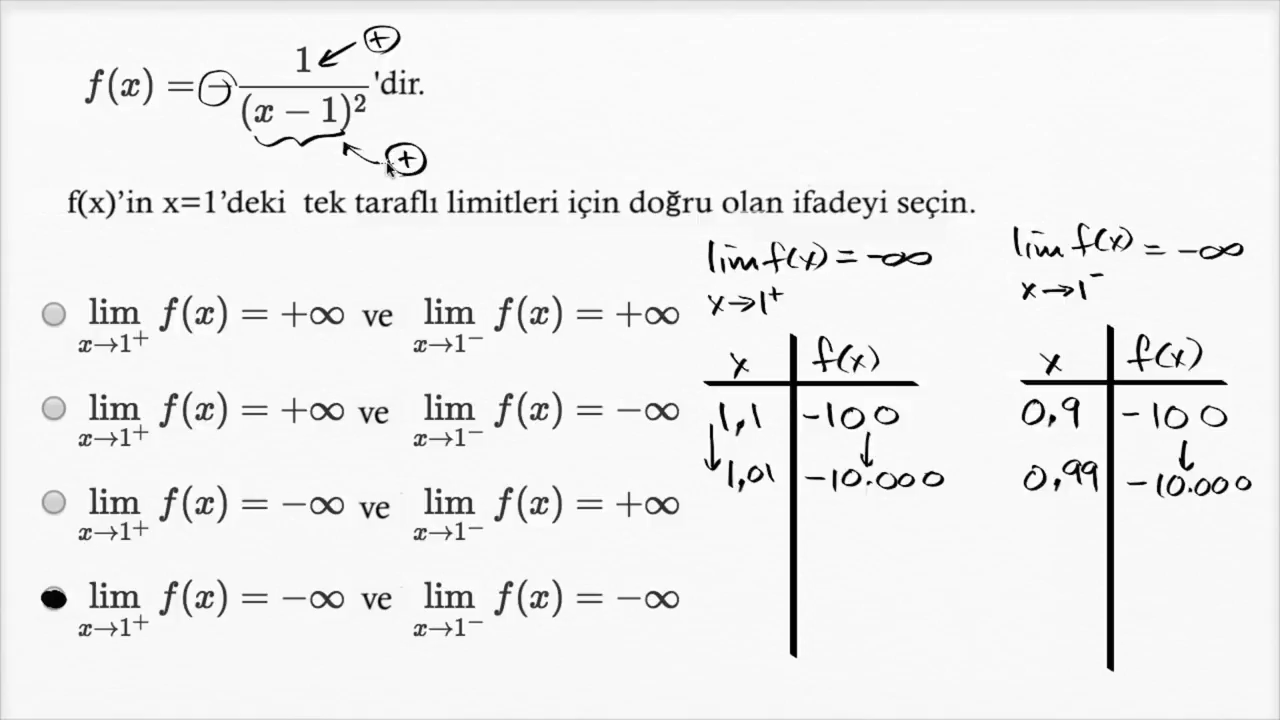 f(x) = − 1/(x − 1)² 'dir.
+
+
f(x)'in x=1'deki tek taraflı limitleri için doğru olan ifadeyi seçin.
lim x→1⁺ f(x) = +∞ ve lim x→1⁻ f(x) = +∞
lim x→1⁺ f(x) = +∞ ve lim x→1⁻ f(x) = −∞
lim x→1⁺ f(x) = −∞ ve lim x→1⁻ f(x) = +∞
lim x→1⁺ f(x) = −∞ ve lim x→1⁻ f(x) = −∞
lim f(x) = −∞
x→1⁺
x f(x)
1,1 −100
1,01 −10.000
lim f(x) = −∞
x→1⁻
x f(x)
0,9 −100
0,99 −10.000